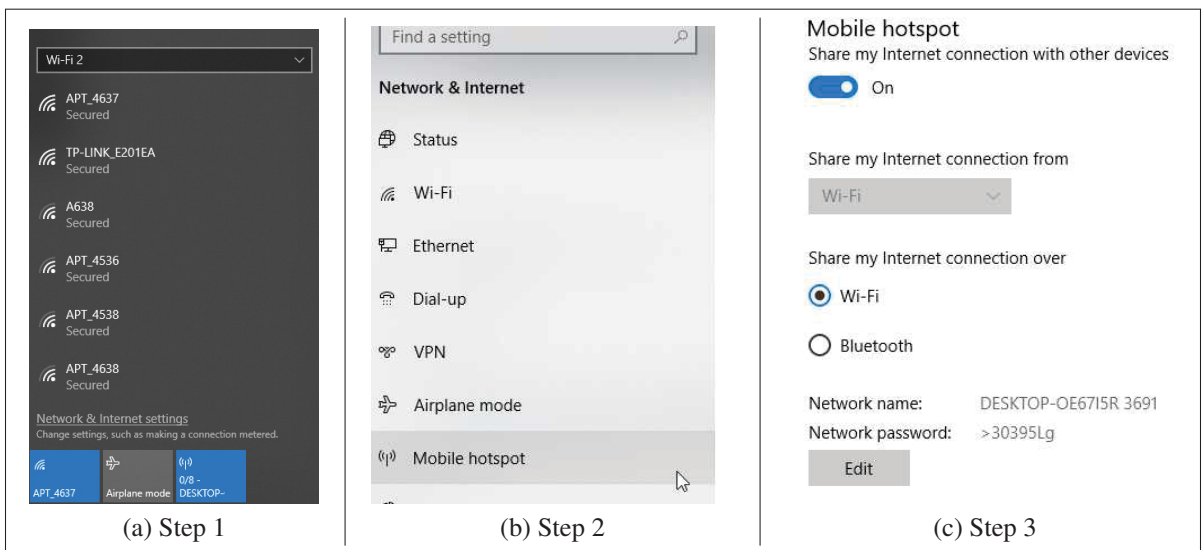 Wi-Fi 2
APT_4637
Secured
TP-LINK_E201EA
Secured
A638
Secured
APT_4536
Secured
APT_4538
Secured
APT_4638
Secured
Network & Internet settings
Change settings, such as making a connection metered.
APT_4637
Airplane mode
0/8 -
DESKTOP-
(a) Step 1
Find a setting
Network & Internet
Status
Wi-Fi
Ethernet
Dial-up
VPN
Airplane mode
Mobile hotspot
(b) Step 2
Mobile hotspot
Share my Internet connection with other devices
On
Share my Internet connection from
Wi-Fi
Share my Internet connection over
Wi-Fi
Bluetooth
Network name: DESKTOP-OE67I5R 3691
Network password: >30395Lg
Edit
(c) Step 3